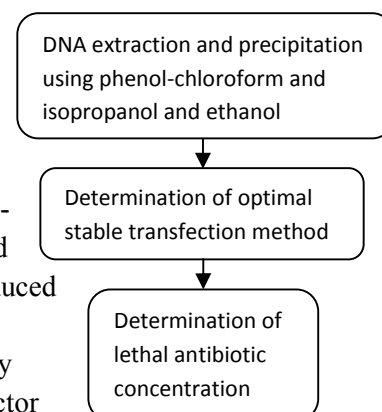 DNA extraction and precipitation
using phenol-chloroform and
isopropanol and ethanol
Determination of optimal
stable transfection method
Determination of
lethal antibiotic
concentration